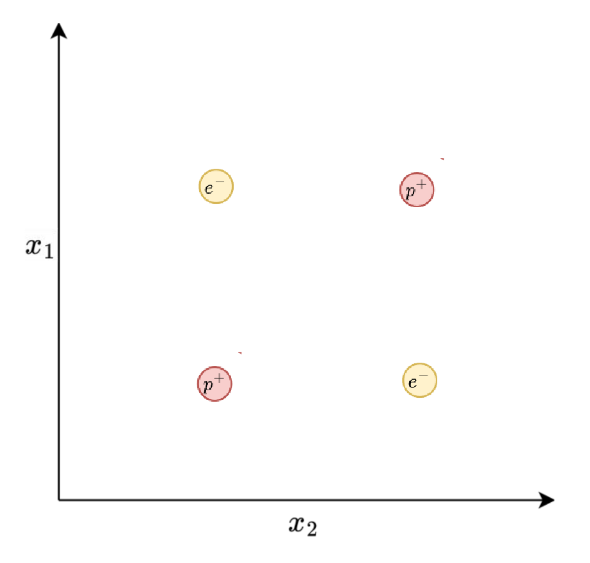 e⁻ p⁺
x₁
p⁺ e⁻
x₂